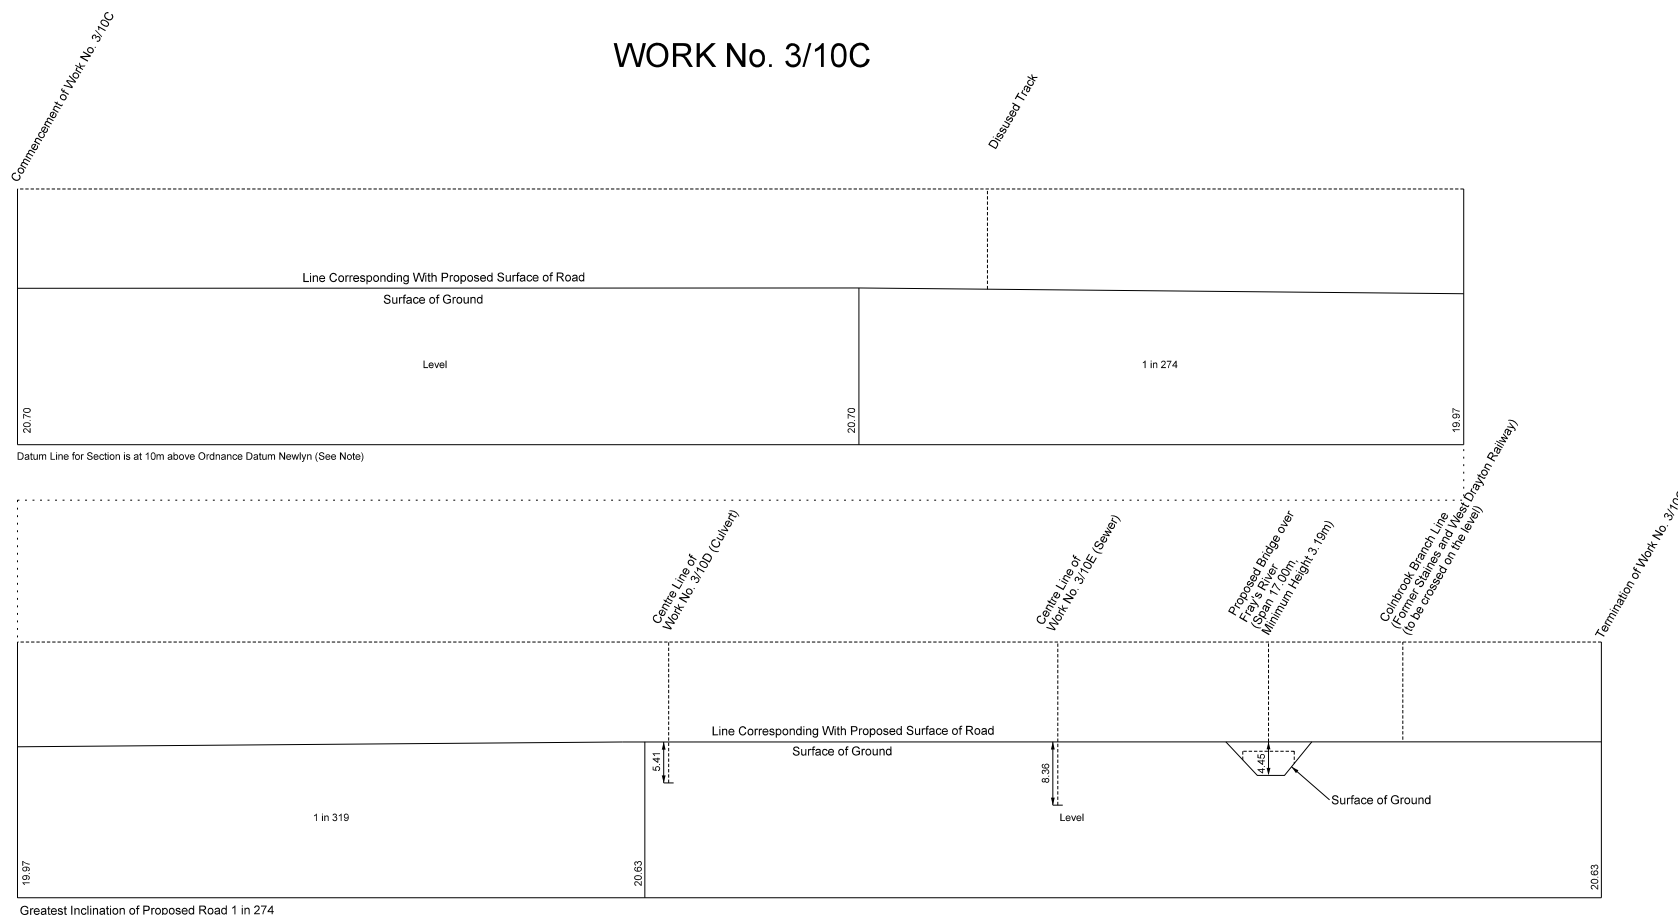 WORK No. 3/10C
Commencement of Work No. 3/10C
Dissused Track
Line Corresponding With Proposed Surface of Road
Surface of Ground
Level
1 in 274
20.70
20.70
19.97
Datum Line for Section is at 10m above Ordnance Datum Newlyn (See Note)
Centre Line of
Work No. 3/10D (Culvert)
Centre Line of
Work No. 3/10E (Sewer)
Proposed Bridge over
Fray's River
(Span 17.00m,
Minimum Height 3.19m)
Colnbrook Branch Line
(Former Staines and West Drayton Railway)
(to be crossed on the level)
Termination of Work No. 3/10C
Line Corresponding With Proposed Surface of Road
Surface of Ground
5.41
8.36
4.45
Surface of Ground
1 in 319
Level
19.97
20.63
20.63
Greatest Inclination of Proposed Road 1 in 274